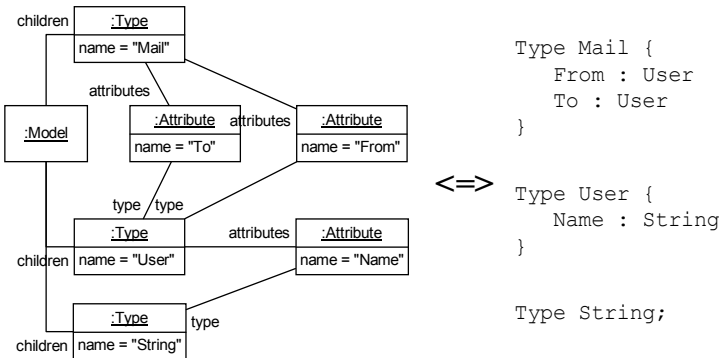 children
:Type
name = "Mail"
attributes
:Model
:Attribute
name = "To"
attributes
:Attribute
name = "From"
type
type
:Type
name = "User"
children
attributes
:Attribute
name = "Name"
:Type
name = "String"
type
children
<=>
Type Mail {
From : User
To : User
}
Type User {
Name : String
}
Type String;